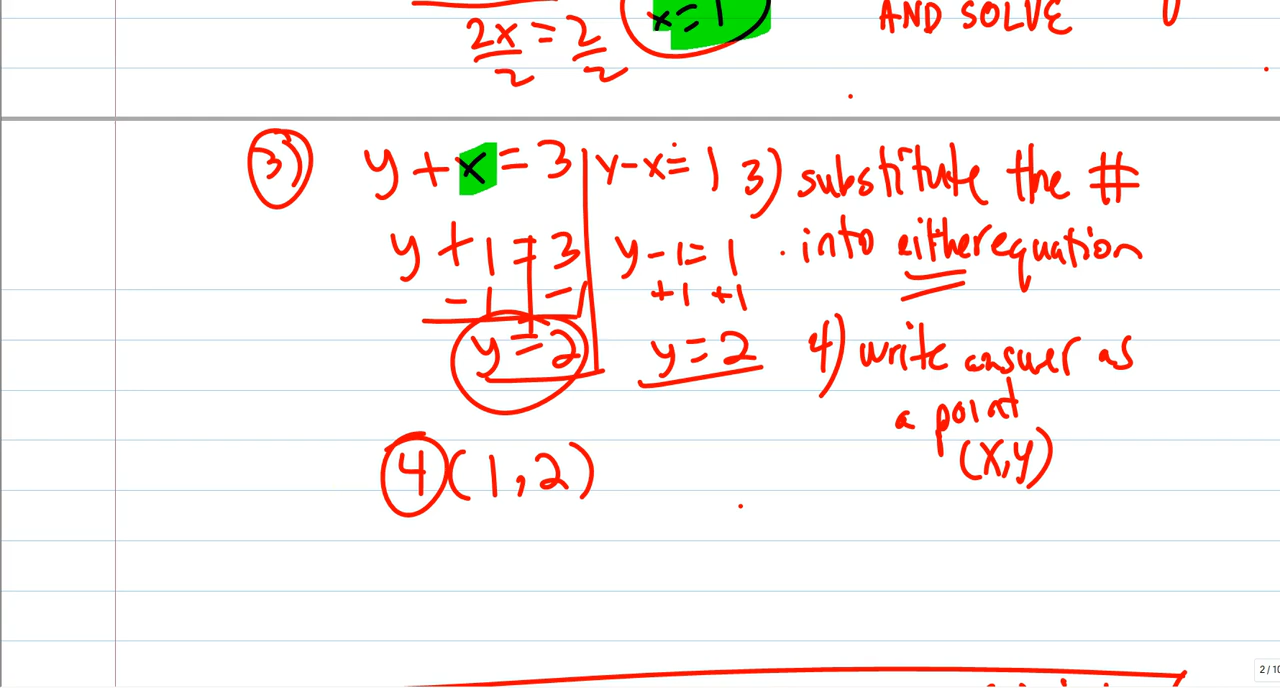 2x = 2 x = 1 AND SOLVE
2 2
3) y + x = 3 y - x = 1 3) substitute the #
y + 1 = 3 y - 1 = 1 into either equation
- 1 - 1 + 1 + 1
y = 2 y = 2 4) write answer as
a point
4 (1, 2) (x, y)
2 / 10